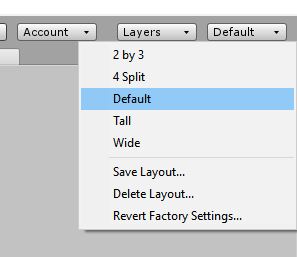 Account Layers Default
2 by 3
4 Split
Default
Tall
Wide
Save Layout...
Delete Layout...
Revert Factory Settings...